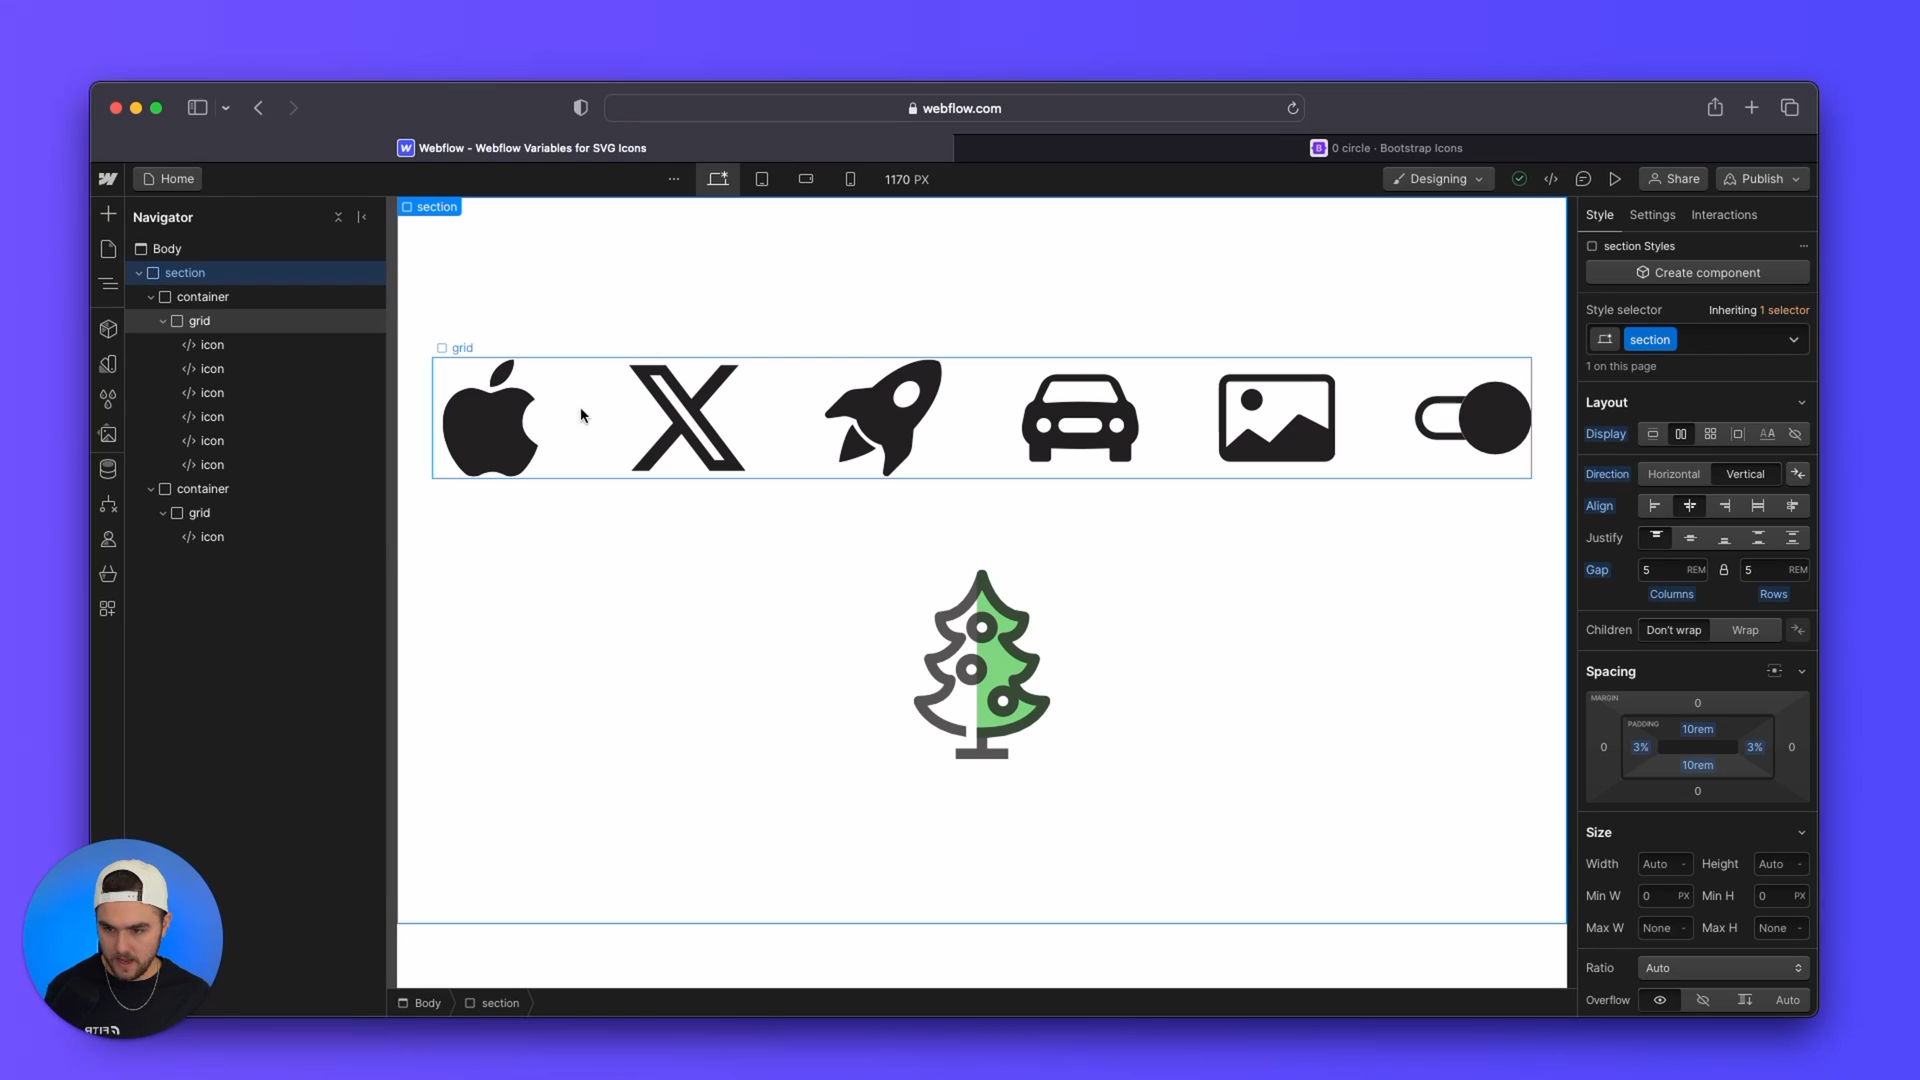 webflow.com
Webflow - Webflow Variables for SVG Icons
0 circle · Bootstrap Icons
Home
1170 PX
Designing
Share
Publish
Navigator
Body
section
container
grid
icon
icon
icon
icon
icon
icon
container
grid
icon
section
grid
Body
section
Style
Settings
Interactions
section Styles
Create component
Style selector
Inheriting 1 selector
section
1 on this page
Layout
Display
Direction
Horizontal
Vertical
Align
Justify
Gap
5 REM
5 REM
Columns
Rows
Children
Don't wrap
Wrap
Spacing
MARGIN
0
PADDING
10rem
0
3%
3%
0
10rem
0
Size
Width
Auto -
Height
Auto -
Min W
0 PX
Min H
0 PX
Max W
None -
Max H
None -
Ratio
Auto
Overflow
Auto